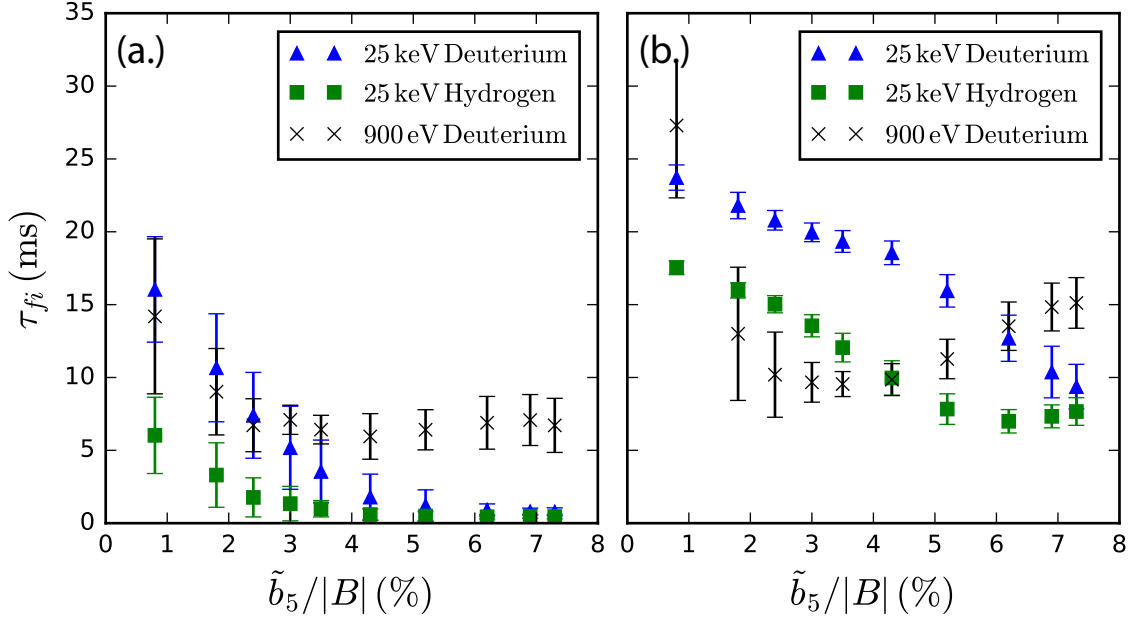 (a.)
25 keV Deuterium
25 keV Hydrogen
900 eV Deuterium
(b.)
25 keV Deuterium
25 keV Hydrogen
900 eV Deuterium
35
30
25
20
15
10
5
0
τ_fi (ms)
0 1 2 3 4 5 6 7 8
0 1 2 3 4 5 6 7 8
b̃₅/|B| (%)
b̃₅/|B| (%)